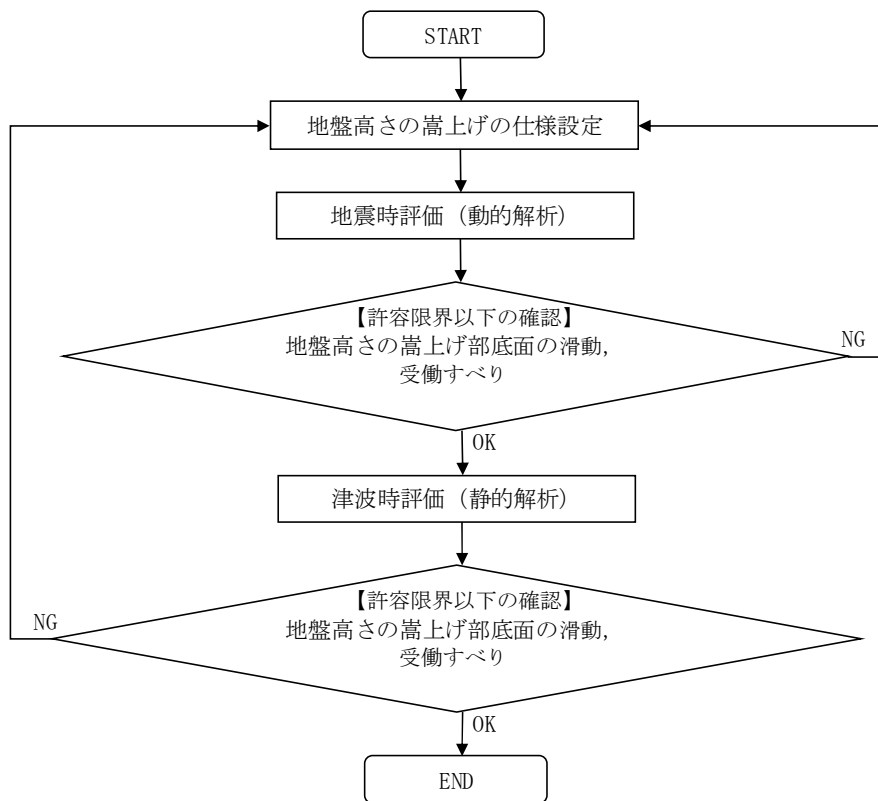 START
地盤高さの嵩上げの仕様設定
地震時評価（動的解析）
【許容限界以下の確認】
地盤高さの嵩上げ部底面の滑動，
受働すべり
NG
OK
津波時評価（静的解析）
【許容限界以下の確認】
地盤高さの嵩上げ部底面の滑動，
受働すべり
NG
OK
END